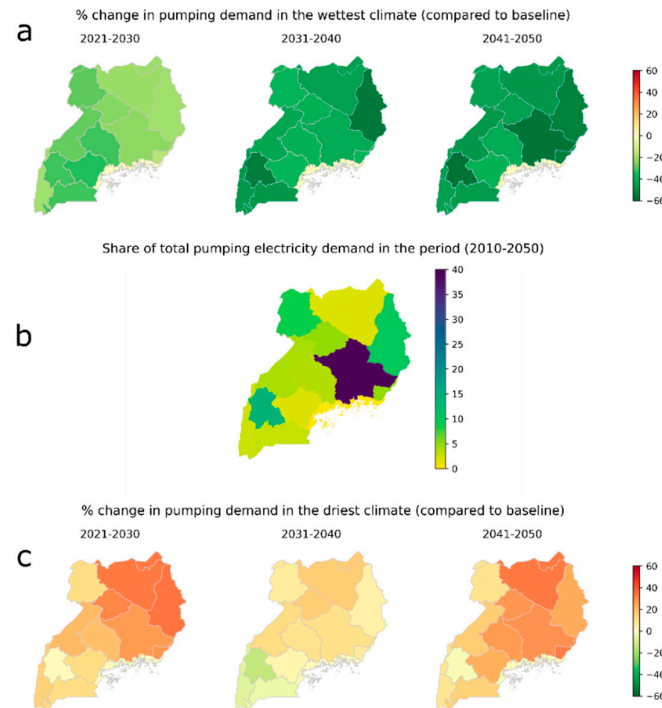 a
% change in pumping demand in the wettest climate (compared to baseline)
2021-2030 2031-2040 2041-2050
60
40
20
0
−20
−40
−60
b
Share of total pumping electricity demand in the period (2010-2050)
40
35
30
25
20
15
10
5
0
c
% change in pumping demand in the driest climate (compared to baseline)
2021-2030 2031-2040 2041-2050
60
40
20
0
−20
−40
−60